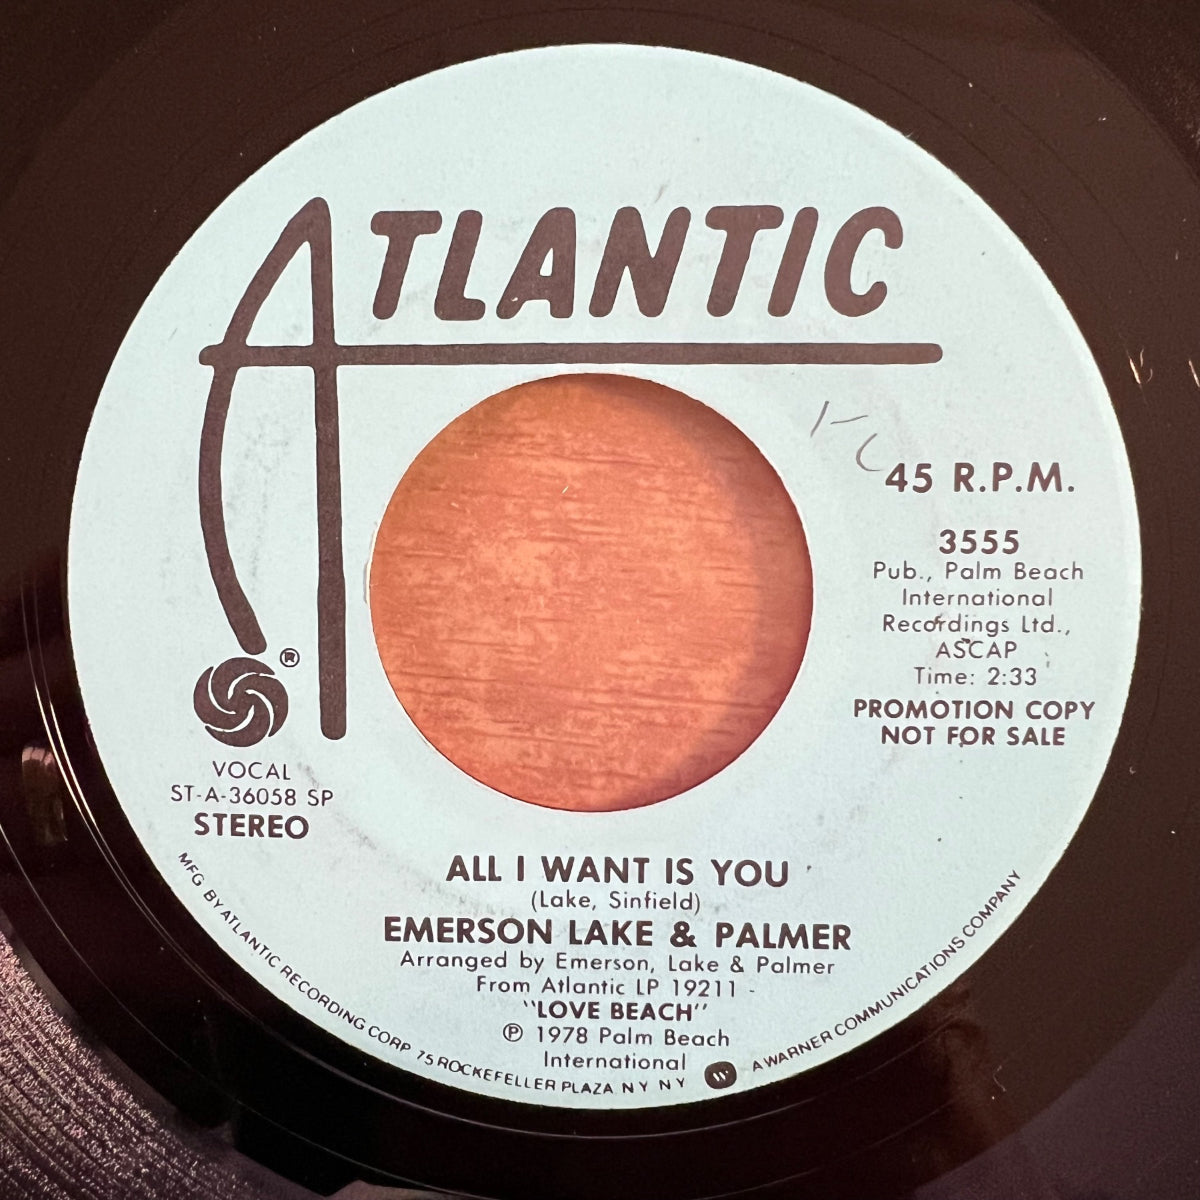 ATLANTIC
45 R.P.M.
3555
Pub., Palm Beach
International
Recordings Ltd.,
ASCAP
Time: 2:33
PROMOTION COPY
NOT FOR SALE
®
VOCAL
ST-A-36058 SP
STEREO
ALL I WANT IS YOU
(Lake, Sinfield)
EMERSON LAKE & PALMER
Arranged by Emerson, Lake & Palmer
From Atlantic LP 19211 -
"LOVE BEACH"
℗ 1978 Palm Beach
International
MFG BY ATLANTIC RECORDING CORP 75 ROCKEFELLER PLAZA N Y N Y
A WARNER COMMUNICATIONS COMPANY